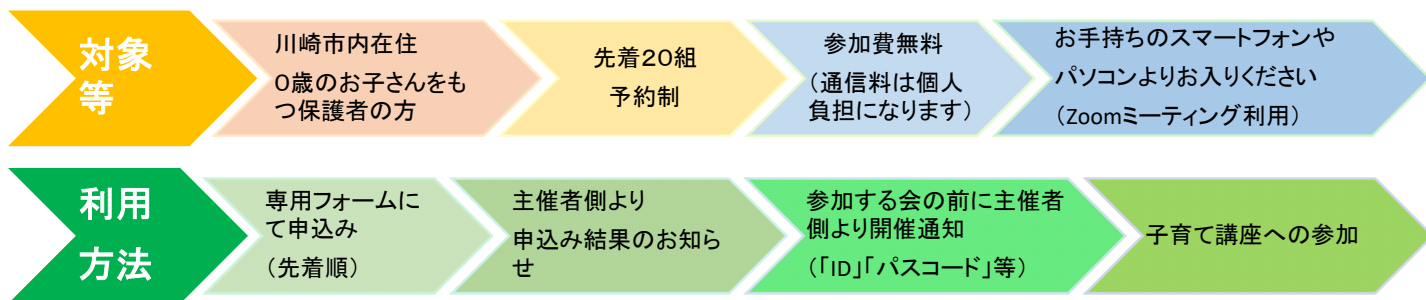 対象
等
川崎市内在住
0歳のお子さんをも
つ保護者の方
先着20組
予約制
参加費無料
(通信料は個人
負担になります)
お手持ちのスマートフォンや
パソコンよりお入りください
(Zoomミーティング利用)
利用
方法
専用フォームに
て申込み
(先着順)
主催者側より
申込み結果のお知ら
せ
参加する会の前に主催者
側より開催通知
(「ID」「パスコード」等)
子育て講座への参加